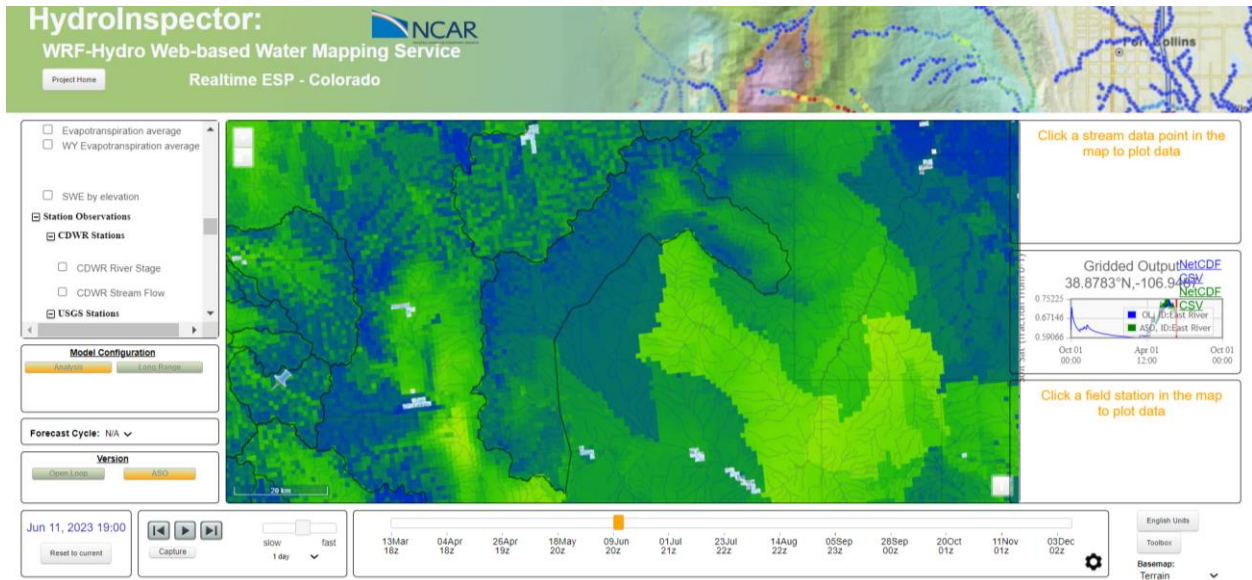 HydroInspector:
NCAR
WRF-Hydro Web-based Water Mapping Service
Project Home
Realtime ESP - Colorado
Fort Collins
Evapotranspiration average
WY Evapotranspiration average
SWE by elevation
Station Observations
CDWR Stations
CDWR River Stage
CDWR Stream Flow
USGS Stations
Model Configuration
Analysis
Long Range
Forecast Cycle: N/A
Version
Open Loop
ASO
20 km
Click a stream data point in the
map to plot data
Gridded Output
NetCDF
CSV
38.8783°N,-106.9487
NetCDF
CSV
0.75225
0.67146
0.59066
OL, ID:East River
ASO, ID:East River
Oct 01
00:00
Apr 01
12:00
Oct 01
00:00
Click a field station in the map
to plot data
Jun 11, 2023 19:00
Reset to current
Capture
slow
fast
1 day
13Mar
18z
04Apr
18z
26Apr
19z
18May
20z
09Jun
20z
01Jul
21z
23Jul
22z
14Aug
22z
05Sep
23z
28Sep
00z
20Oct
01z
11Nov
01z
03Dec
02z
English Units
Toolbox
Basemap:
Terrain